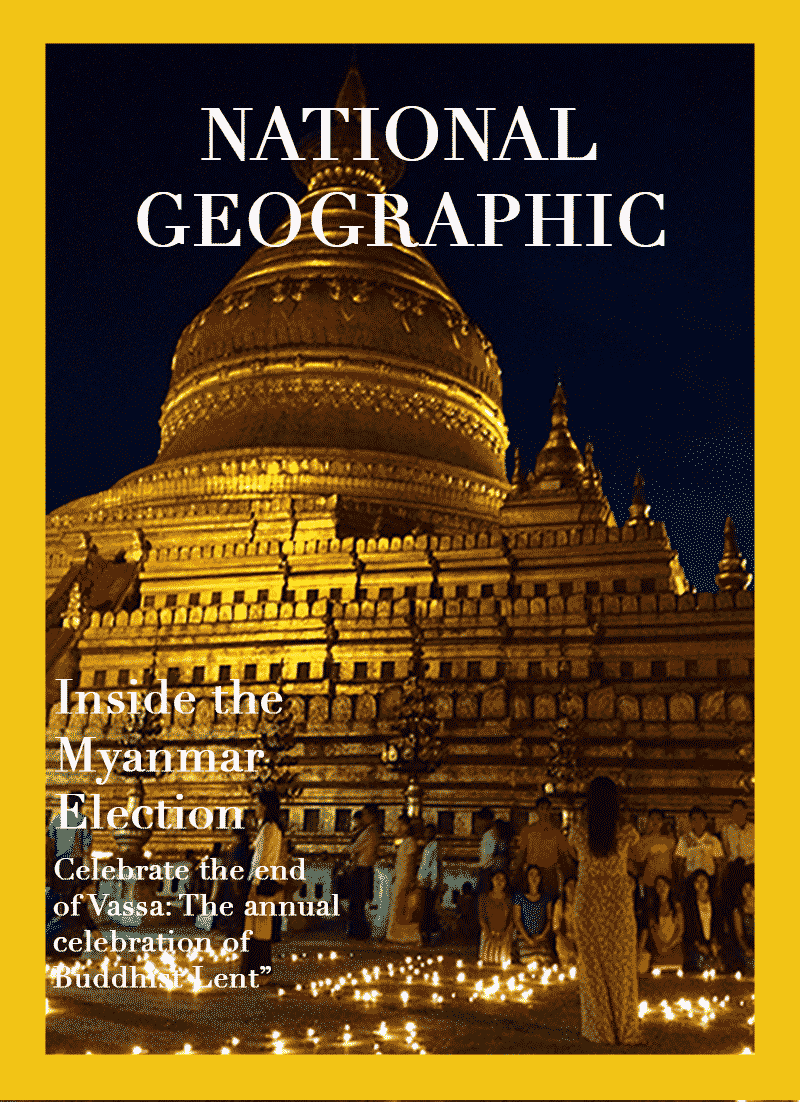 NATIONAL
GEOGRAPHIC
Inside the
Myanmar
Election
Celebrate the end
of Vassa: The annual
celebration of
Buddhist Lent”